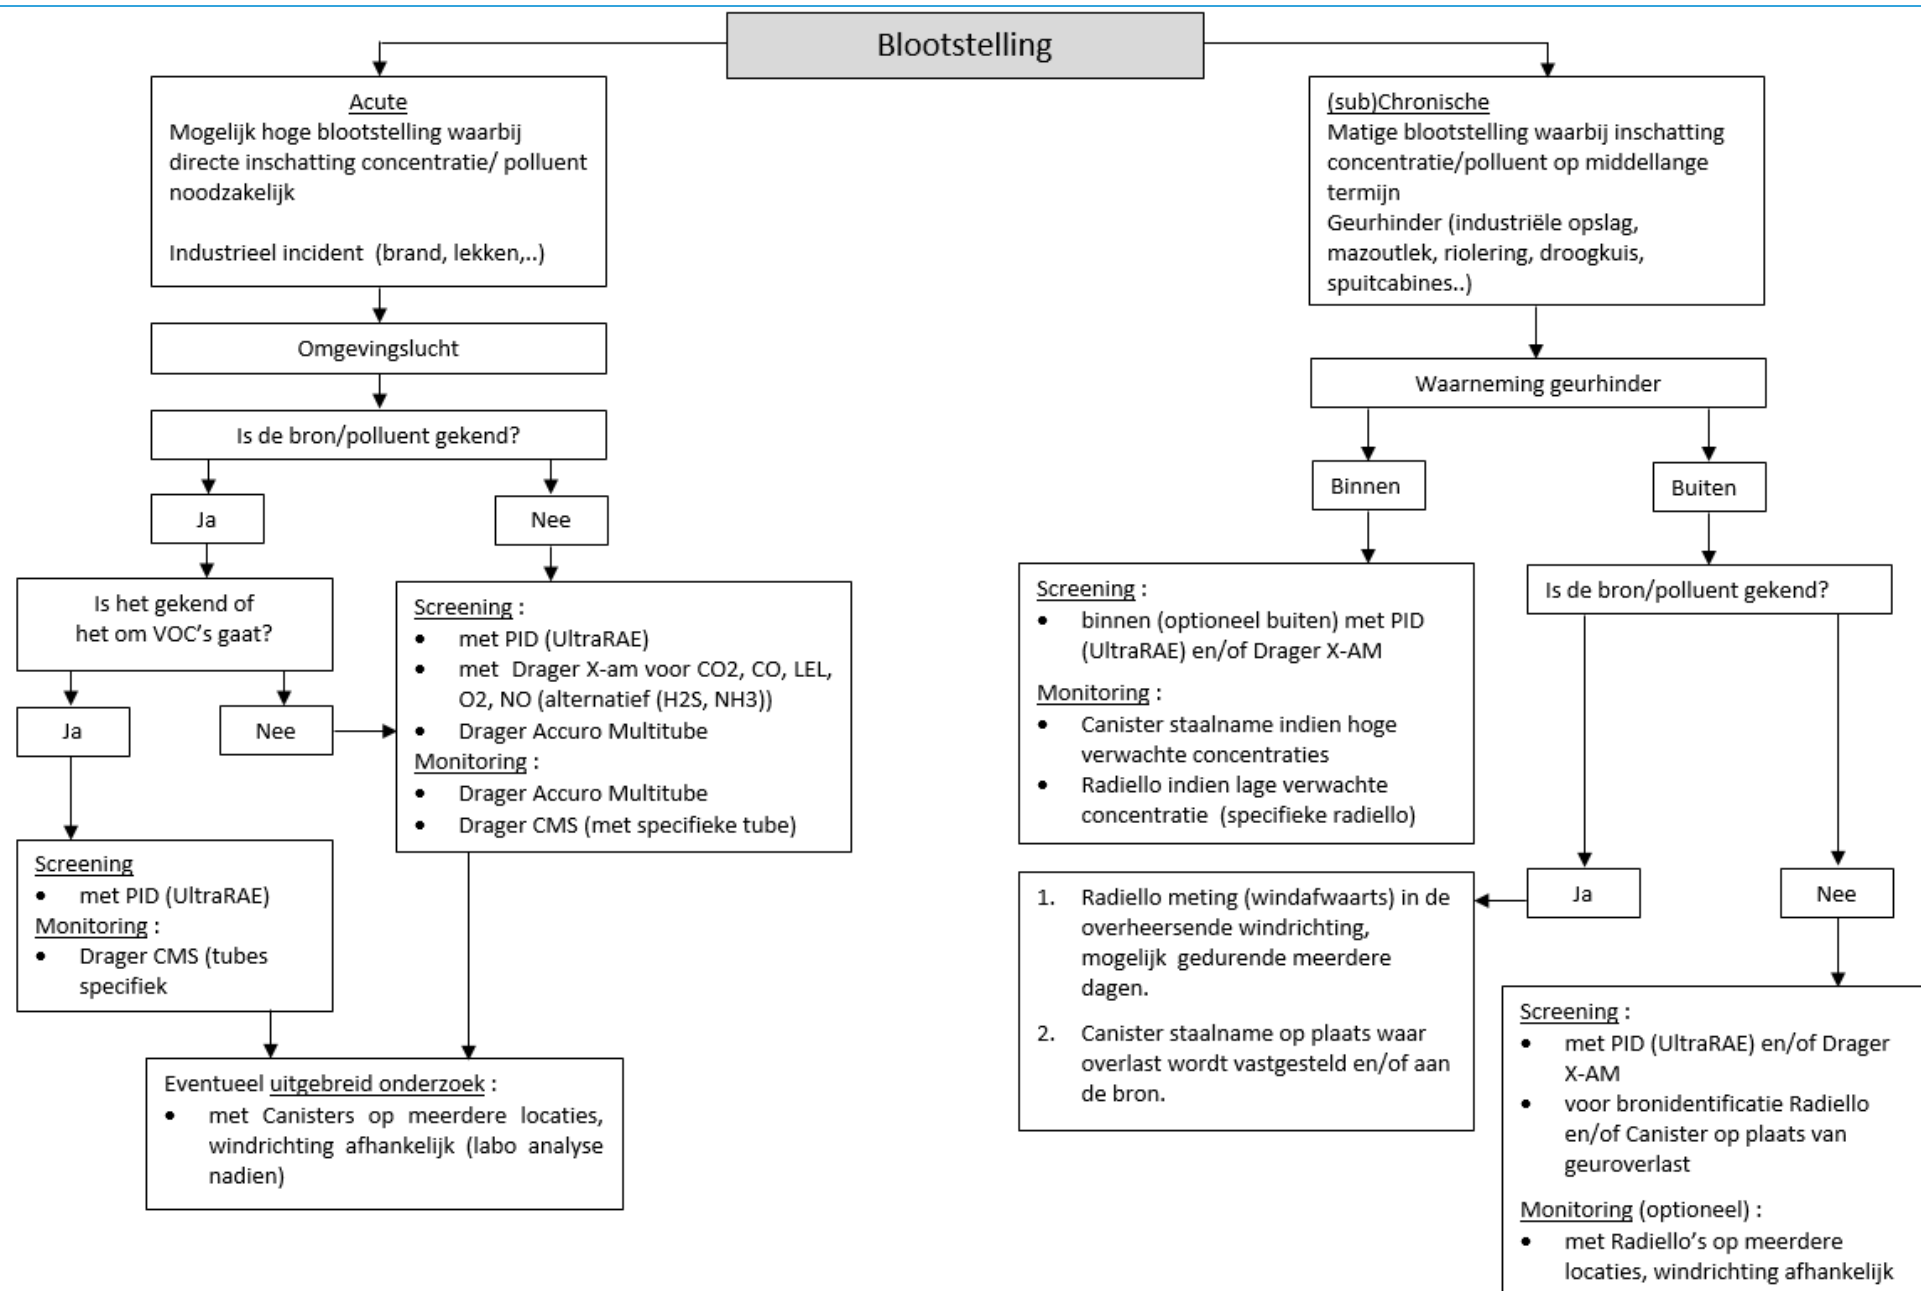 Blootstelling
Acute
Mogelijk hoge blootstelling waarbij
directe inschatting concentratie/ polluent
noodzakelijk
Industrieel incident  (brand, lekken,..)
Omgevingslucht
Is de bron/polluent gekend?
Ja
Nee
Is het gekend of
het om VOC's gaat?
Ja
Nee
Screening :
• met PID (UltraRAE)
• met  Drager X-am voor CO2, CO, LEL,
O2, NO (alternatief (H2S, NH3))
• Drager Accuro Multitube
Monitoring :
• Drager Accuro Multitube
• Drager CMS (met specifieke tube)
Screening
• met PID (UltraRAE)
Monitoring :
• Drager CMS (tubes
specifiek
Eventueel uitgebreid onderzoek :
• met Canisters op meerdere locaties,
windrichting afhankelijk (labo analyse
nadien)
(sub)Chronische
Matige blootstelling waarbij inschatting
concentratie/polluent op middellange
termijn
Geurhinder (industriële opslag,
mazoutlek, riolering, droogkuis,
spuitcabines..)
Waarneming geurhinder
Binnen
Buiten
Screening :
• binnen (optioneel buiten) met PID
(UltraRAE) en/of Drager X-AM
Monitoring :
• Canister staalname indien hoge
verwachte concentraties
• Radiello indien lage verwachte
concentratie  (specifieke radiello)
Is de bron/polluent gekend?
Ja
Nee
1. Radiello meting (windafwaarts) in de
overheersende windrichting,
mogelijk  gedurende meerdere
dagen.
2. Canister staalname op plaats waar
overlast wordt vastgesteld en/of aan
de bron.
Screening :
• met PID (UltraRAE) en/of Drager
X-AM
• voor bronidentificatie Radiello
en/of Canister op plaats van
geuroverlast
Monitoring (optioneel) :
• met Radiello's op meerdere
locaties, windrichting afhankelijk